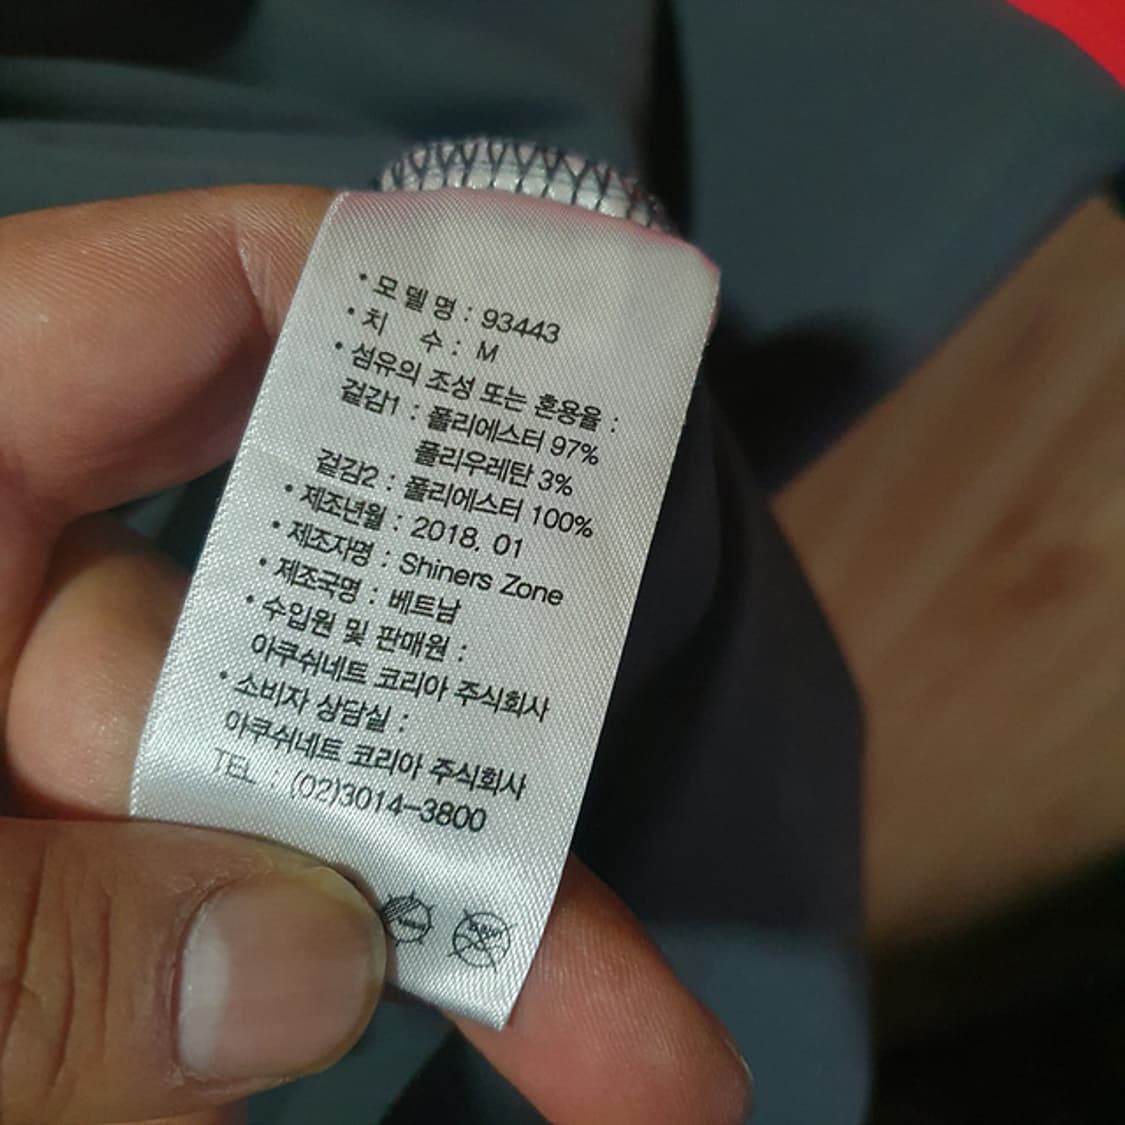 • 모 델 명 : 93443
• 치 수 : M
• 섬유의 조성 또는 혼용율 :
겉감1 : 폴리에스터 97%
폴리우레탄 3%
겉감2 : 폴리에스터 100%
• 제조년월 : 2018. 01
• 제조자명 : Shiners Zone
• 제조국명 : 베트남
• 수입원 및 판매원 :
아쿠쉬네트 코리아 주식회사
• 소비자 상담실 :
아쿠쉬네트 코리아 주식회사
TEL : (02)3014-3800